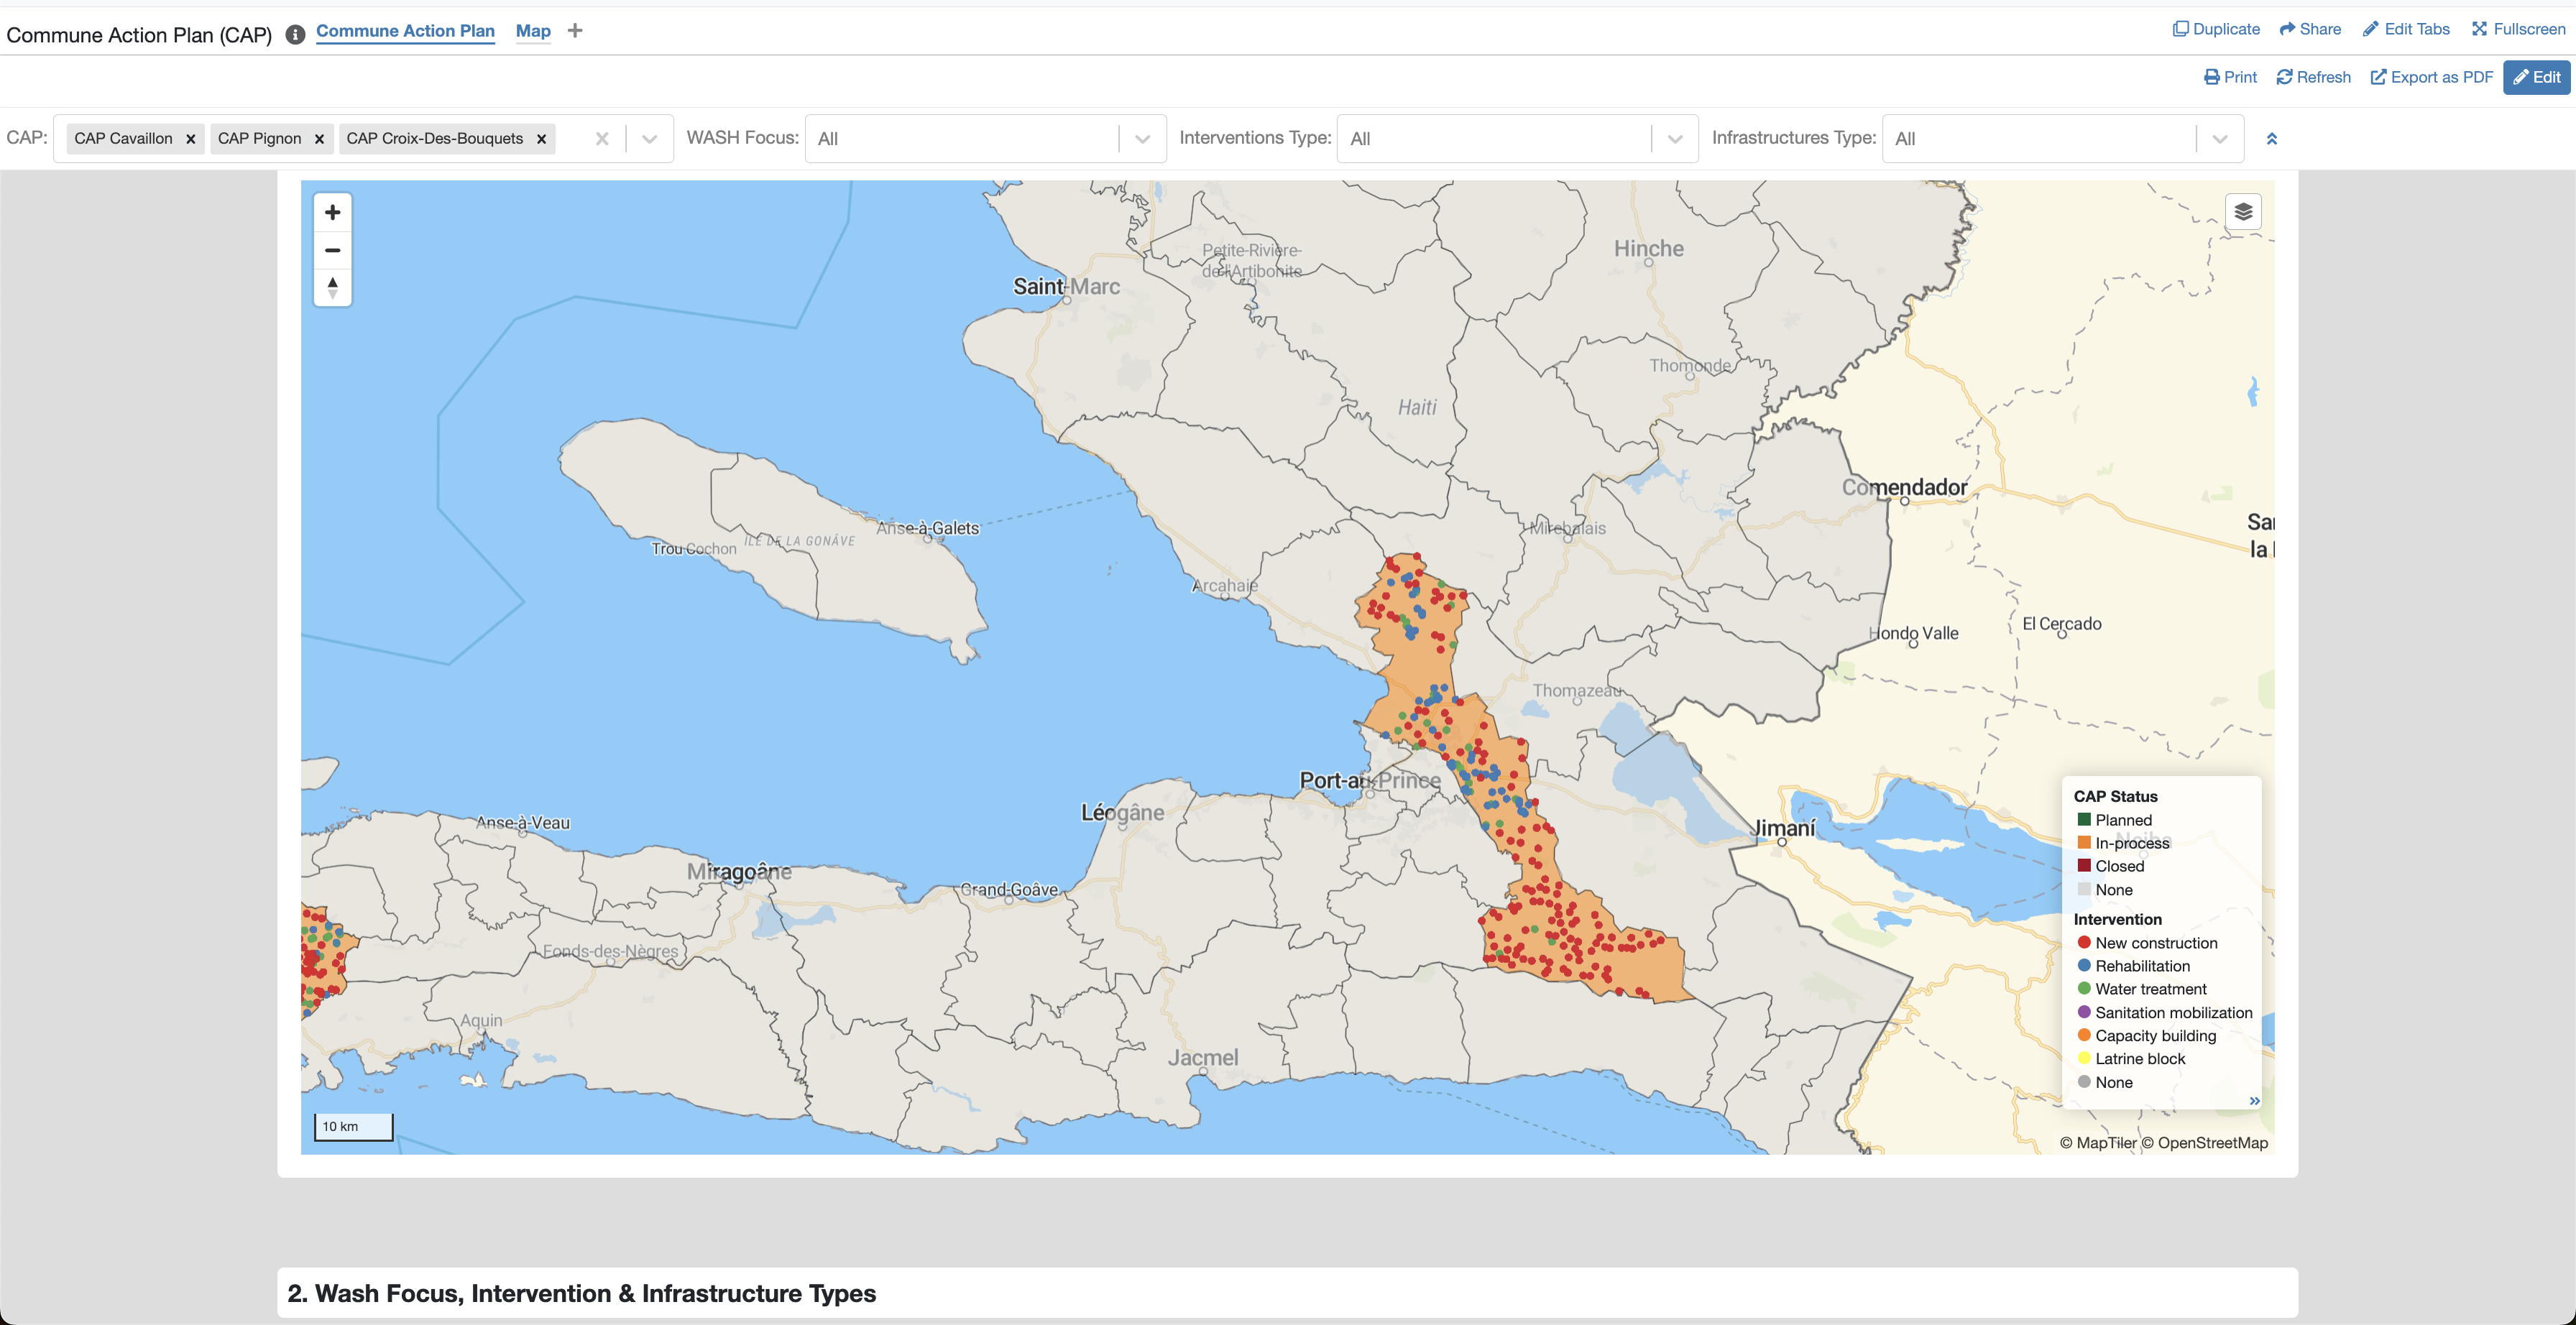 Commune Action Plan (CAP)
Commune Action Plan
Map
Duplicate
Share
Edit Tabs
Fullscreen
Print
Refresh
Export as PDF
Edit
CAP:
CAP Cavaillon
CAP Pignon
CAP Croix-Des-Bouquets
WASH Focus:
All
Interventions Type:
All
Infrastructures Type:
All
Petite-Rivière-
de-l'Artibonite
Hinche
Saint-Marc
Thomonde
Haiti
Comendador
Anse-à-Galets
Trou Cochon
ILE DE LA GONÂVE
Mirebalais
Arcahaie
Hondo Valle
El Cercado
Thomazeau
Port-au-Prince
Léogâne
Anse-à-Veau
Jimaní
Miragoâne
Grand-Goâve
Fonds-des-Nègres
Aquin
Jacmel
CAP Status
Planned
In-process
Closed
None
Neiba
Intervention
New construction
Rehabilitation
Water treatment
Sanitation mobilization
Capacity building
Latrine block
None
10 km
© MapTiler © OpenStreetMap
2. Wash Focus, Intervention & Infrastructure Types